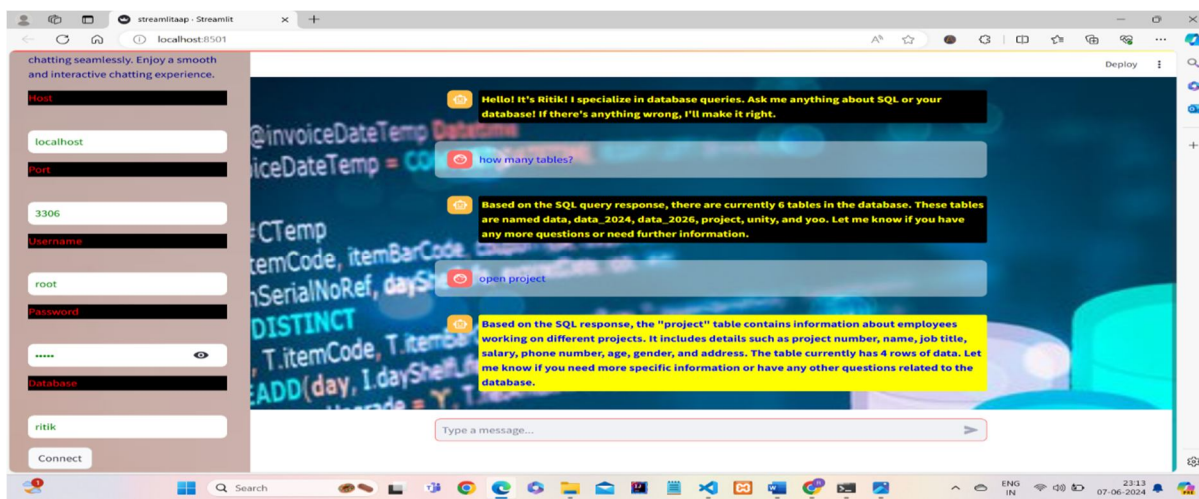 streamlitaap · Streamlit
localhost:8501
Deploy
chatting seamlessly. Enjoy a smooth
and interactive chatting experience.
Host
localhost
Port
3306
Username
root
Password
•••••
Database
ritik
Connect
Hello! It's Ritik! I specialize in database queries. Ask me anything about SQL or your
database! If there's anything wrong, I'll make it right.
how many tables?
Based on the SQL query response, there are currently 6 tables in the database. These tables
are named data, data_2024, data_2026, project, unity, and yoo. Let me know if you have
any more questions or need further information.
open project
Based on the SQL response, the "project" table contains information about employees
working on different projects. It includes details such as project number, name, job title,
salary, phone number, age, gender, and address. The table currently has 4 rows of data. Let
me know if you need more specific information or have any other questions related to the
database.
Type a message...
@invoiceDateTemp Datetime
iceDateTemp =
CTemp
temCode, itemBarCode,
nSerialNoRef, daysS
DISTINCT
T.itemCode, T.itemBar
EADD(day, I.dayShelfLife
Search
ENG
IN
23:13
07-06-2024